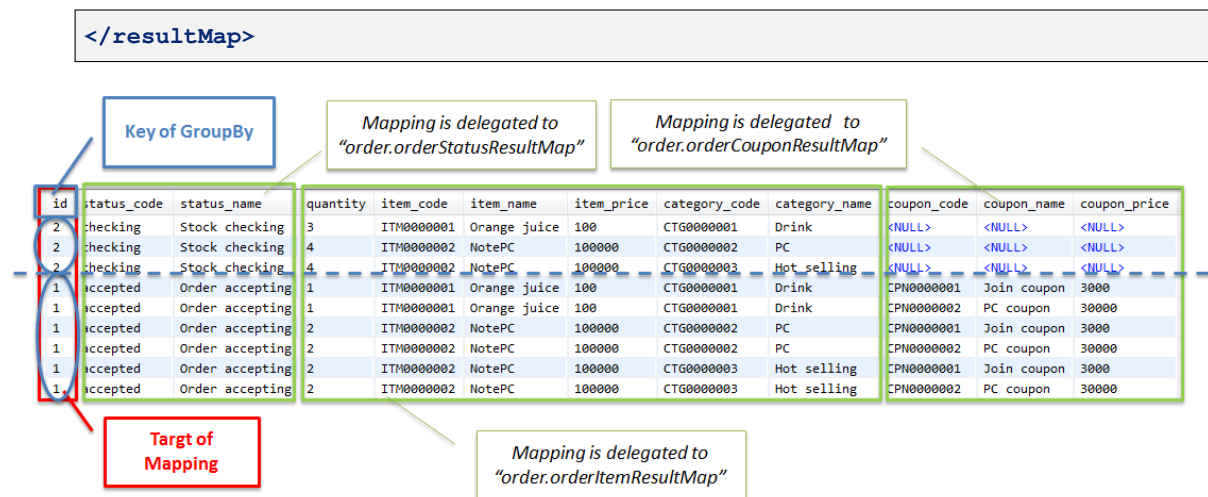 </resultMap>
Key of GroupBy
Mapping is delegated to
“order.orderStatusResultMap”
Mapping is delegated to
“order.orderCouponResultMap”
id status_code status_name quantity item_code item_name item_price category_code category_name coupon_code coupon_name coupon_price
2 checking Stock checking 3 ITM0000001 Orange juice 100 CTG0000001 Drink <NULL> <NULL> <NULL>
2 checking Stock checking 4 ITM0000002 NotePC 100000 CTG0000002 PC <NULL> <NULL> <NULL>
2 checking Stock checking 4 ITM0000002 NotePC 100000 CTG0000003 Hot selling <NULL> <NULL> <NULL>
1 accepted Order accepting 1 ITM0000001 Orange juice 100 CTG0000001 Drink CPN0000001 Join coupon 3000
1 accepted Order accepting 1 ITM0000001 Orange juice 100 CTG0000001 Drink CPN0000002 PC coupon 30000
1 accepted Order accepting 2 ITM0000002 NotePC 100000 CTG0000002 PC CPN0000001 Join coupon 3000
1 accepted Order accepting 2 ITM0000002 NotePC 100000 CTG0000002 PC CPN0000002 PC coupon 30000
1 accepted Order accepting 2 ITM0000002 NotePC 100000 CTG0000003 Hot selling CPN0000001 Join coupon 3000
1 accepted Order accepting 2 ITM0000002 NotePC 100000 CTG0000003 Hot selling CPN0000002 PC coupon 30000
Targt of
Mapping
Mapping is delegated to
“order.orderItemResultMap”